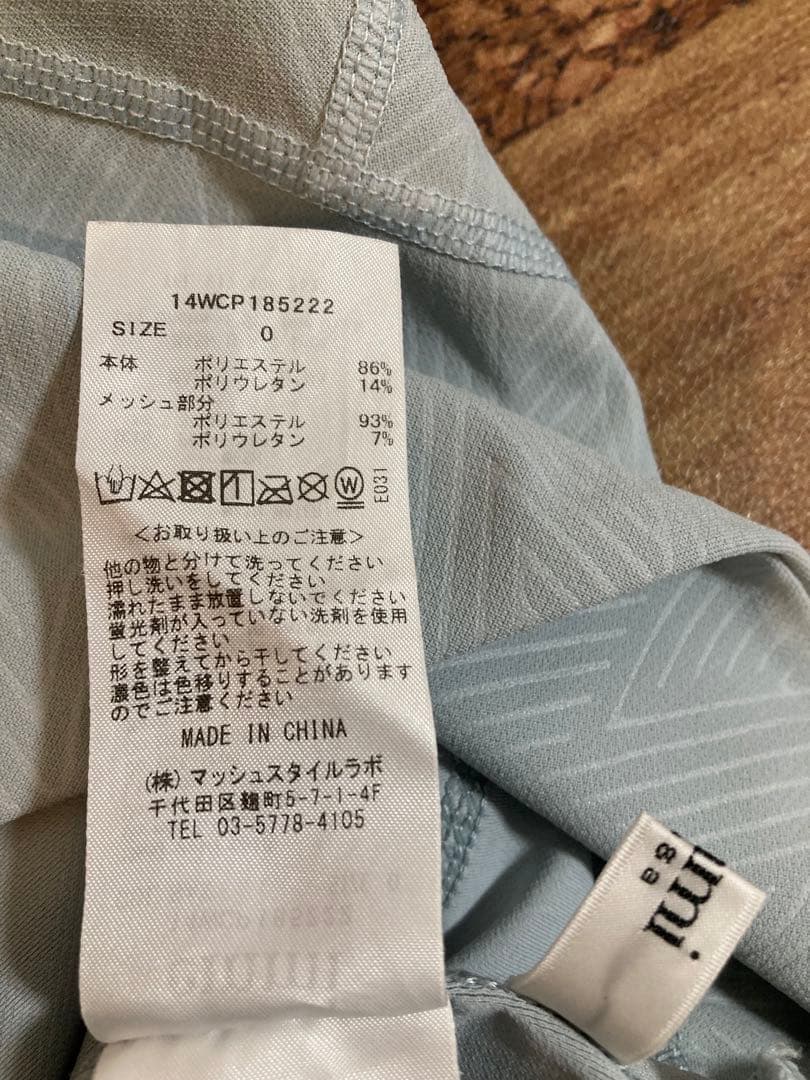 14WCP185222
SIZE 0
本体 ポリエステル 86%
ポリウレタン 14%
メッシュ部分
ポリエステル 93%
ポリウレタン 7%
W E031
<お取り扱い上のご注意>
他の物と分けて洗ってください
押し洗いをしてください
濡れたまま放置しないでください
蛍光剤が入っていない洗剤を使用
してください
形を整えてから干してください
濃色は色移りすることがあります
のでご注意ください
MADE IN CHINA
(株)マッシュスタイルラボ
千代田区麹町5-7-1-4F
TEL 03-5778-4105